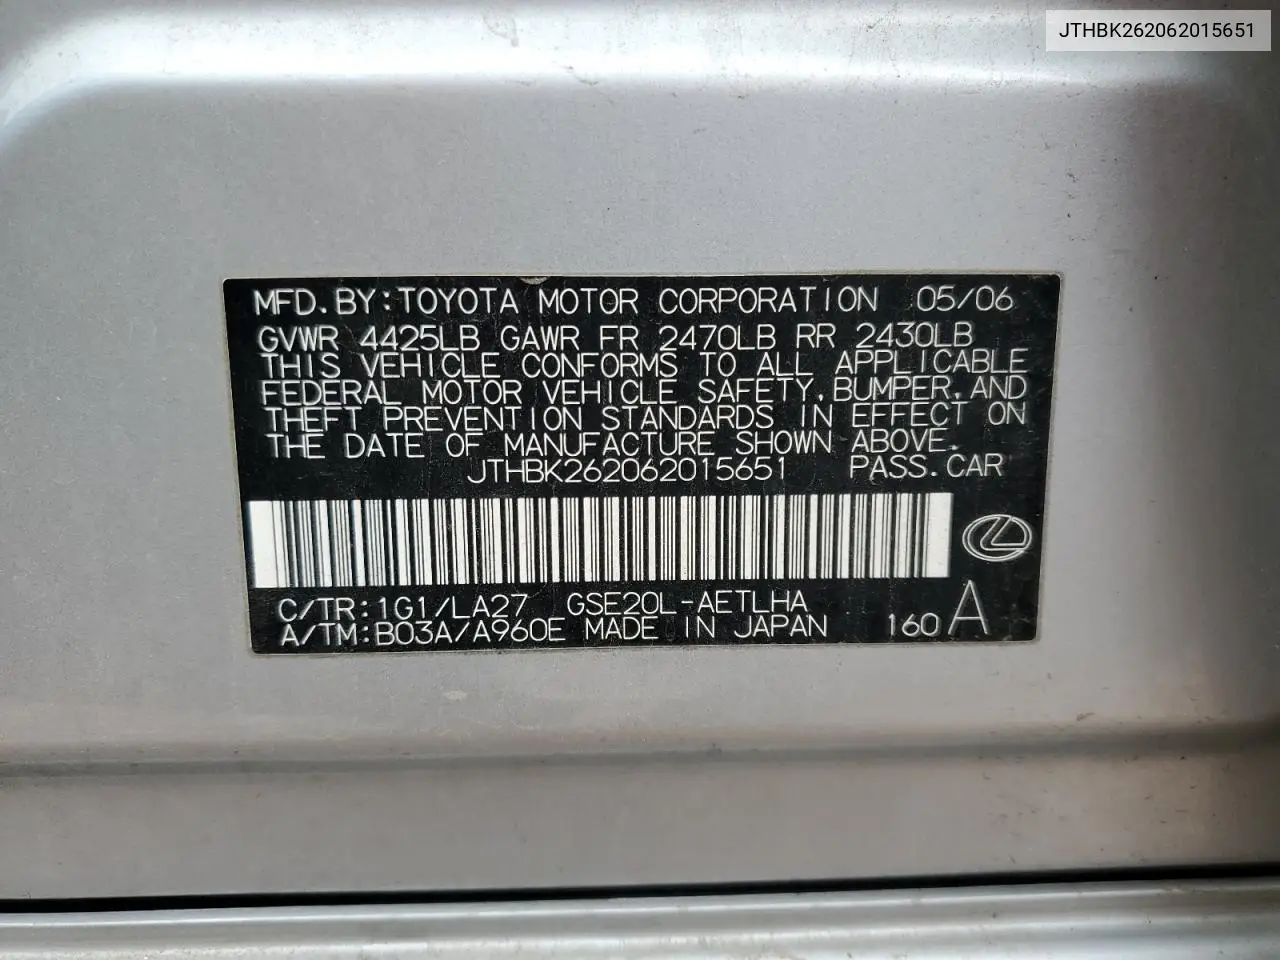 JTHBK262062015651
MFD. BY: TOYOTA MOTOR CORPORATION 05/06
GVWR 4425LB GAWR FR 2470LB RR 2430LB
THIS VEHICLE CONFORMS TO ALL APPLICABLE
FEDERAL MOTOR VEHICLE SAFETY, BUMPER, AND
THEFT PREVENTION STANDARDS IN EFFECT ON
THE DATE OF MANUFACTURE SHOWN ABOVE.
JTHBK262062015651 PASS. CAR
C/TR: 1G1/LA27 GSE20L-AETLHA
A/TM: B03A/A960E MADE IN JAPAN 160 A